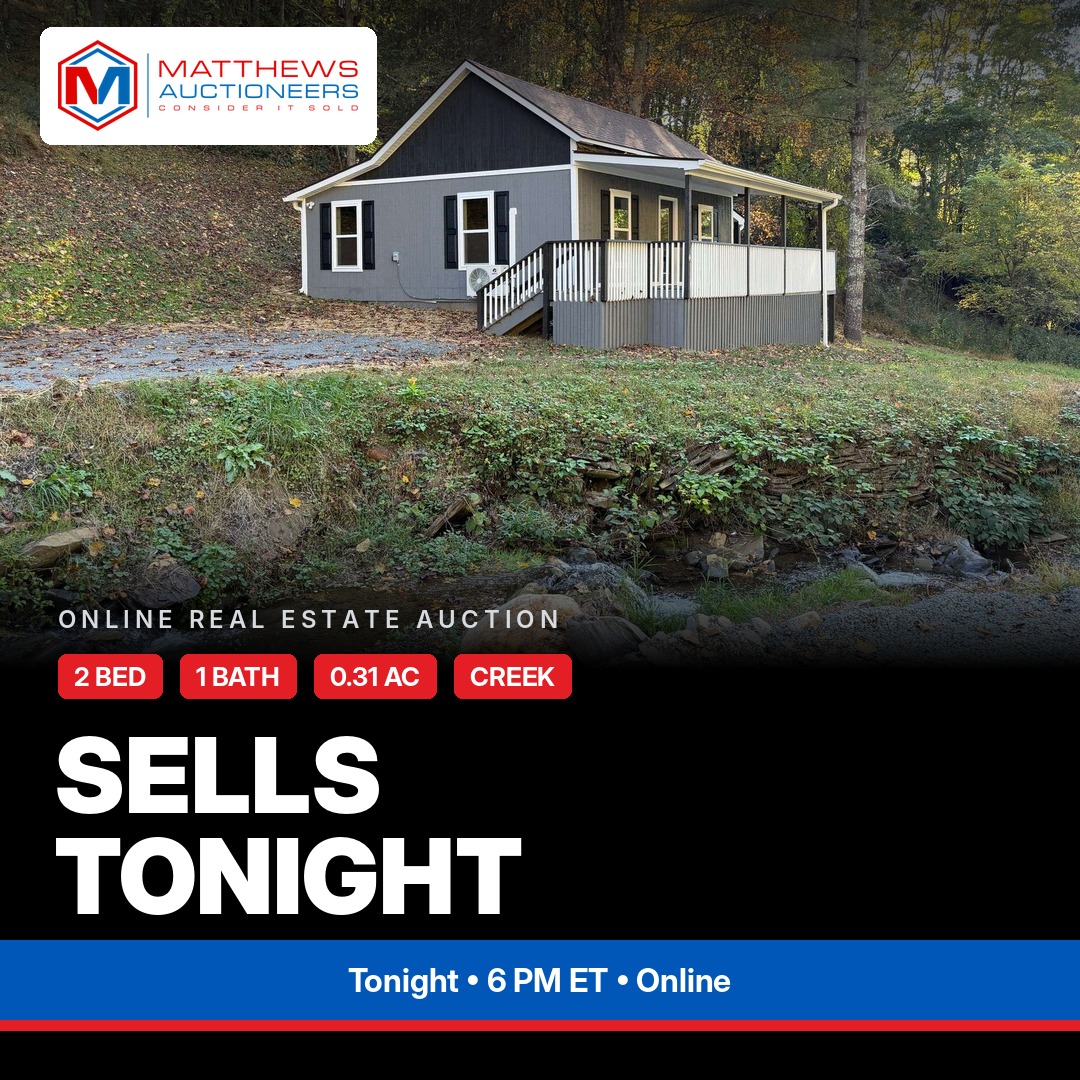 MATTHEWS
AUCTIONEERS
CONSIDER IT SOLD
ONLINE REAL ESTATE AUCTION
2 BED 1 BATH 0.31 AC CREEK
SELLS
TONIGHT
Tonight • 6 PM ET • Online